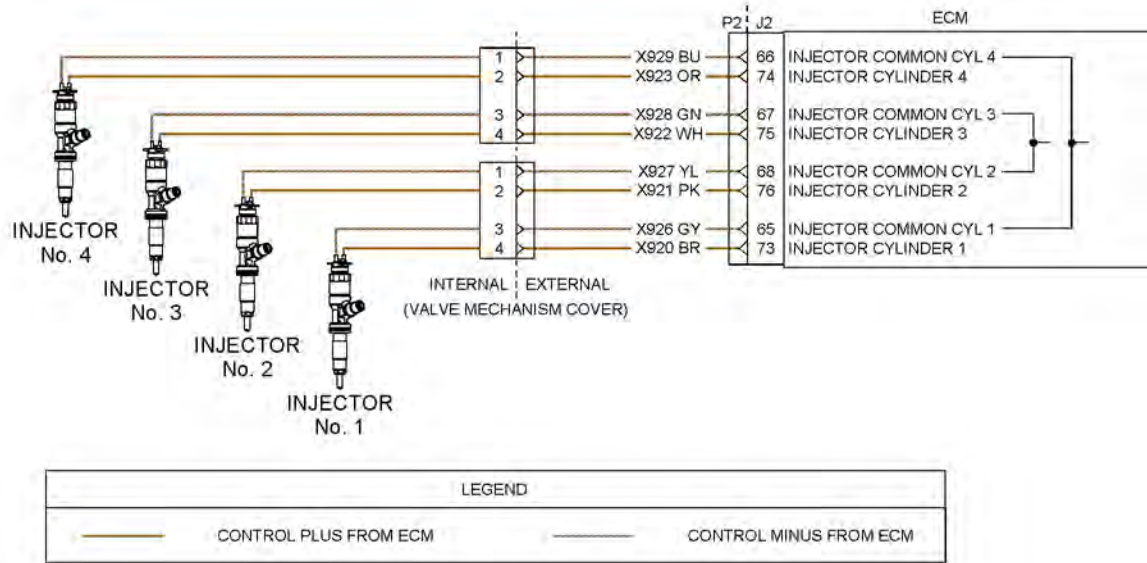 P2 J2 ECM
1 X929 BU 66 INJECTOR COMMON CYL 4
2 X923 OR 74 INJECTOR CYLINDER 4
3 X928 GN 67 INJECTOR COMMON CYL 3
4 X922 WH 75 INJECTOR CYLINDER 3
1 X927 YL 68 INJECTOR COMMON CYL 2
2 X921 PK 76 INJECTOR CYLINDER 2
3 X926 GY 65 INJECTOR COMMON CYL 1
4 X920 BR 73 INJECTOR CYLINDER 1
INJECTOR
No. 4
INJECTOR
No. 3
INJECTOR
No. 2
INJECTOR
No. 1
INTERNAL EXTERNAL
(VALVE MECHANISM COVER)
LEGEND
CONTROL PLUS FROM ECM
CONTROL MINUS FROM ECM